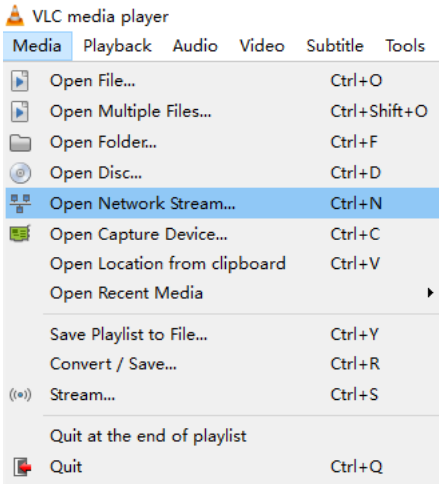 VLC media player
Media Playback Audio Video Subtitle Tools
Open File... Ctrl+O
Open Multiple Files... Ctrl+Shift+O
Open Folder... Ctrl+F
Open Disc... Ctrl+D
Open Network Stream... Ctrl+N
Open Capture Device... Ctrl+C
Open Location from clipboard Ctrl+V
Open Recent Media
Save Playlist to File... Ctrl+Y
Convert / Save... Ctrl+R
Stream... Ctrl+S
Quit at the end of playlist
Quit Ctrl+Q